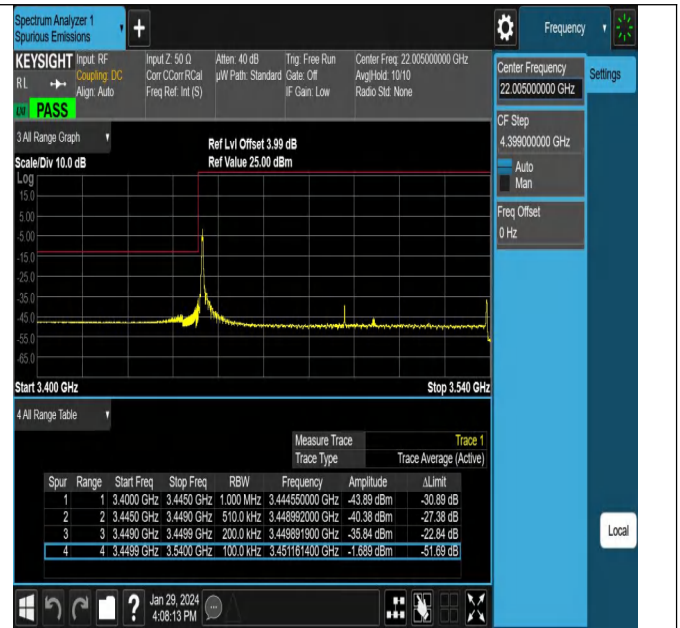 Spectrum Analyzer 1
Spurious Emissions
Frequency
KEYSIGHT Input: RF Input Z: 50 Ω Atten: 40 dB Trig: Free Run Center Freq: 22.005000000 GHz
RL Coupling: DC Corr CCorr RCal µW Path: Standard Gate: Off Avg|Hold: 10/10
Align: Auto Freq Ref: Int (S) IF Gain: Low Radio Std: None
PASS
Center Frequency
22.005000000 GHz
Settings
CF Step
4.399000000 GHz
Auto
Man
Freq Offset
0 Hz
3 All Range Graph
Ref Lvl Offset 3.99 dB
Scale/Div 10.0 dB Ref Value 25.00 dBm
Log
15.0
5.00
-5.00
-15.0
-25.0
-35.0
-45.0
-55.0
-65.0
Start 3.400 GHz Stop 3.540 GHz
4 All Range Table
Measure Trace Trace 1
Trace Type Trace Average (Active)
Spur Range Start Freq Stop Freq RBW Frequency Amplitude ΔLimit
1 1 3.4000 GHz 3.4450 GHz 1.000 MHz 3.444550000 GHz -43.89 dBm -30.89 dB
2 2 3.4450 GHz 3.4490 GHz 510.0 kHz 3.448992000 GHz -40.38 dBm -27.38 dB
3 3 3.4490 GHz 3.4499 GHz 200.0 kHz 3.449891900 GHz -35.84 dBm -22.84 dB
4 4 3.4499 GHz 3.5400 GHz 100.0 kHz 3.451161400 GHz -1.689 dBm -51.69 dB
Local
Jan 29, 2024
4:08:13 PM